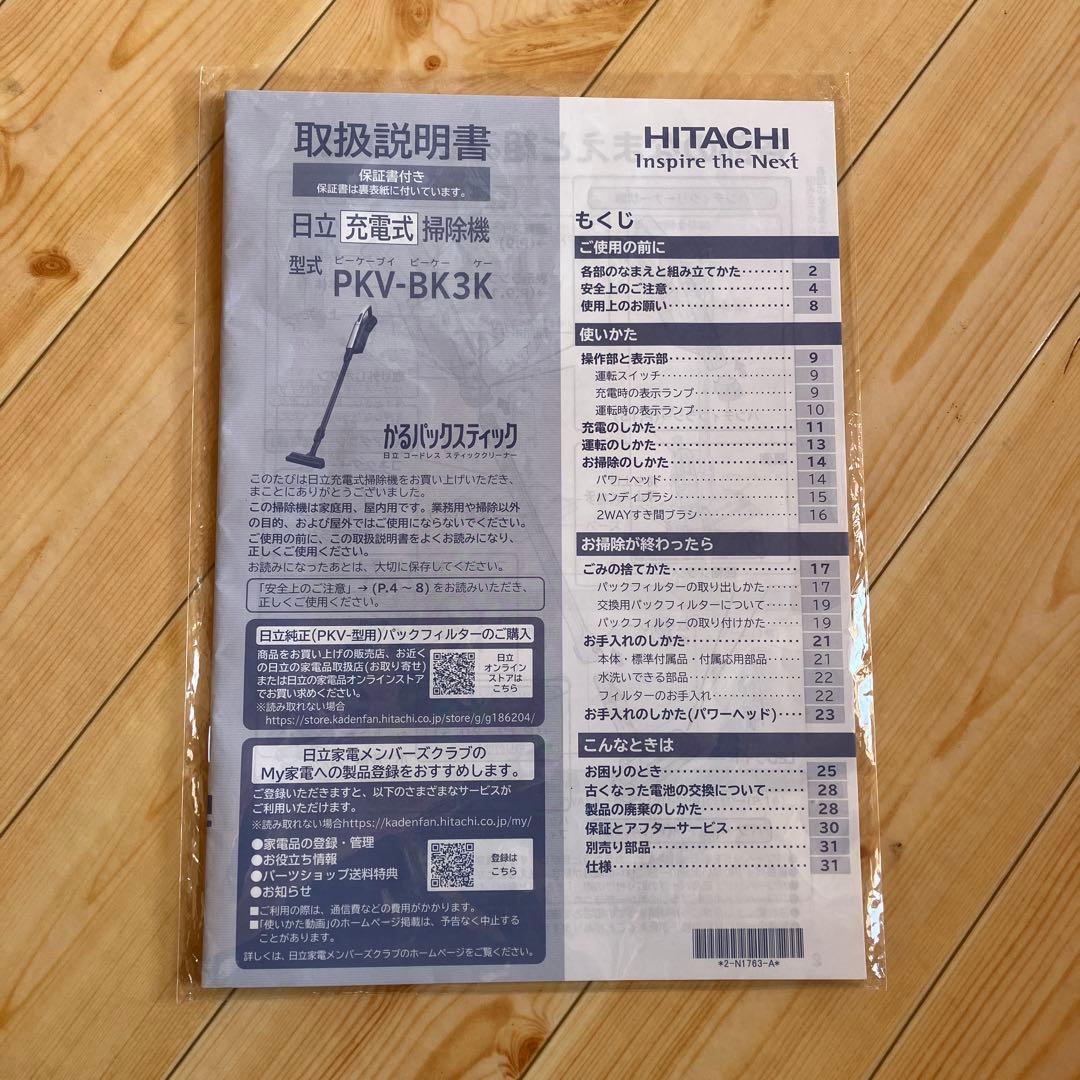 取扱説明書
保証書付き
保証書は裏表紙に付いています。
日立 充電式 掃除機
ピーケーブイ ビーケー ケー
型式 PKV-BK3K
かるパックスティック
日立 コードレス スティッククリーナー
このたびは日立充電式掃除機をお買い上げいただき、
まことにありがとうございました。
この掃除機は家庭用、屋内用です。業務用や掃除以外
の目的、および屋外ではご使用にならないでください。
ご使用の前に、この取扱説明書をよくお読みになり、
正しくご使用ください。
お読みになったあとは、大切に保存してください。
「安全上のご注意」→(P.4～8)をお読みいただき、
正しくご使用ください。
日立純正(PKV-型用)パックフィルターのご購入
商品をお買い上げの販売店、お近く
の日立の家電品取扱店(お取り寄せ)
または日立の家電品オンラインストア
でお買い求めください。
※読み取れない場合
https://store.kadenfan.hitachi.co.jp/store/g/g186204/
日立
オンライン
ストアは
こちら
日立家電メンバーズクラブの
My家電への製品登録をおすすめします。
ご登録いただきますと、以下のさまざまなサービスが
ご利用いただけます。
※読み取れない場合https://kadenfan.hitachi.co.jp/my/
●家電品の登録・管理
●お役立ち情報
●パーツショップ送料特典
●お知らせ
登録は
こちら
■ご利用の際は、通信費などの費用がかかります。
■「使いかた動画」のホームページ掲載は、予告なく中止する
ことがあります。
詳しくは、日立家電メンバーズクラブのホームページをご覧ください。
HITACHI
Inspire the Next
もくじ
ご使用の前に
各部のなまえと組み立てかた‥‥‥‥ 2
安全上のご注意‥‥‥‥‥‥‥‥ 4
使用上のお願い‥‥‥‥‥‥‥‥ 8
使いかた
操作部と表示部‥‥‥‥‥‥‥‥ 9
運転スイッチ‥‥‥‥‥‥‥‥ 9
充電時の表示ランプ‥‥‥‥‥‥ 9
運転時の表示ランプ‥‥‥‥‥‥ 10
充電のしかた‥‥‥‥‥‥‥‥ 11
運転のしかた‥‥‥‥‥‥‥‥ 13
お掃除のしかた‥‥‥‥‥‥‥‥ 14
パワーヘッド‥‥‥‥‥‥‥‥ 14
ハンディブラシ‥‥‥‥‥‥‥‥ 15
2WAYすき間ブラシ‥‥‥‥‥‥ 16
お掃除が終わったら
ごみの捨てかた‥‥‥‥‥‥‥‥ 17
パックフィルターの取り出しかた‥‥ 17
交換用パックフィルターについて‥‥ 19
パックフィルターの取り付けかた‥‥ 19
お手入れのしかた‥‥‥‥‥‥‥ 21
本体・標準付属品・付属応用部品‥‥ 21
水洗いできる部品‥‥‥‥‥‥‥ 22
フィルターのお手入れ‥‥‥‥‥‥ 22
お手入れのしかた(パワーヘッド)‥‥ 23
こんなときは
お困りのとき‥‥‥‥‥‥‥‥ 25
古くなった電池の交換について‥‥‥ 28
製品の廃棄のしかた‥‥‥‥‥‥ 28
保証とアフターサービス‥‥‥‥‥ 30
別売り部品‥‥‥‥‥‥‥‥‥ 31
仕様‥‥‥‥‥‥‥‥‥‥‥ 31
*2-N1763-A*